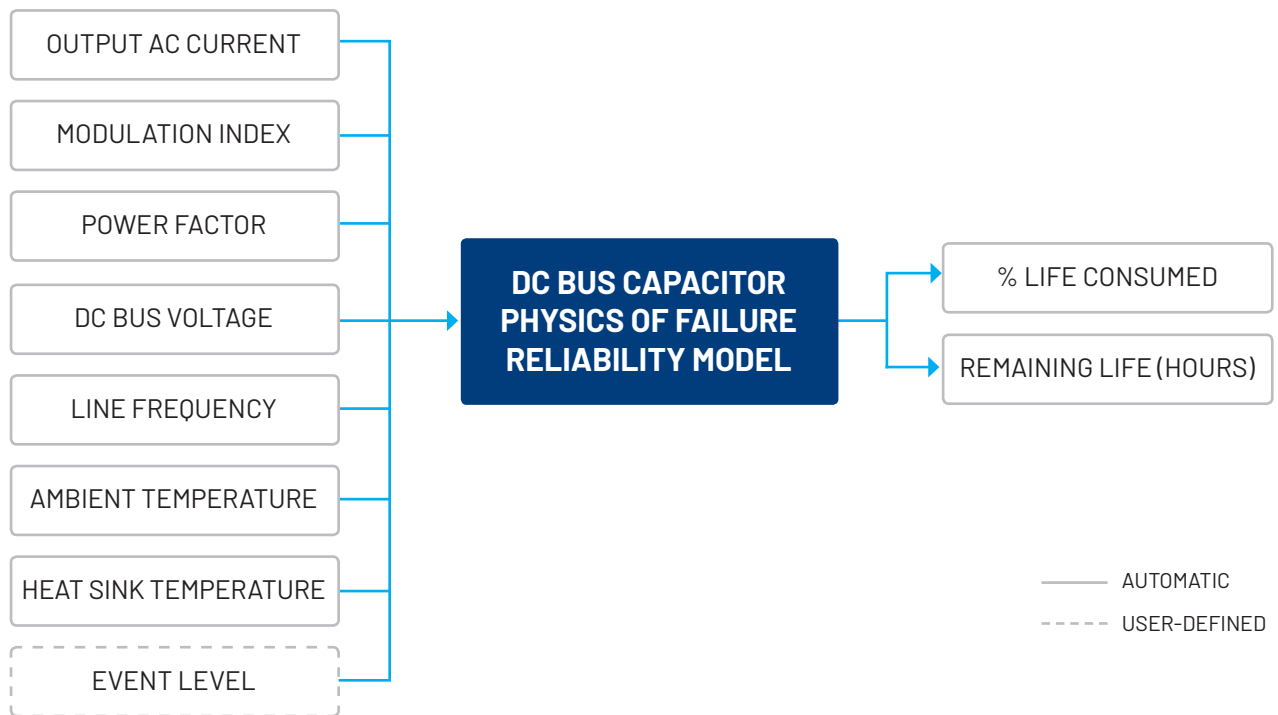 OUTPUT AC CURRENT
MODULATION INDEX
POWER FACTOR
DC BUS VOLTAGE
LINE FREQUENCY
AMBIENT TEMPERATURE
HEAT SINK TEMPERATURE
EVENT LEVEL
DC BUS CAPACITOR
PHYSICS OF FAILURE
RELIABILITY MODEL
% LIFE CONSUMED
REMAINING LIFE (HOURS)
AUTOMATIC
USER-DEFINED